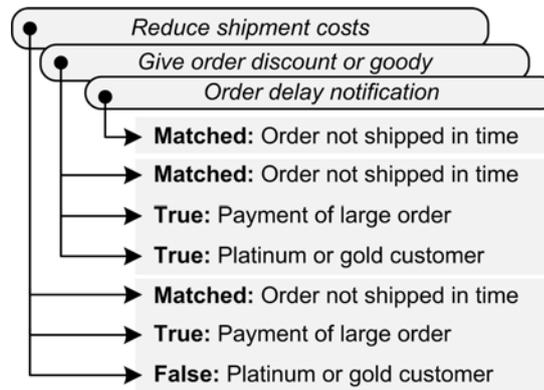 Reduce shipment costs
Give order discount or goody
Order delay notification
Matched: Order not shipped in time
Matched: Order not shipped in time
True: Payment of large order
True: Platinum or gold customer
Matched: Order not shipped in time
True: Payment of large order
False: Platinum or gold customer